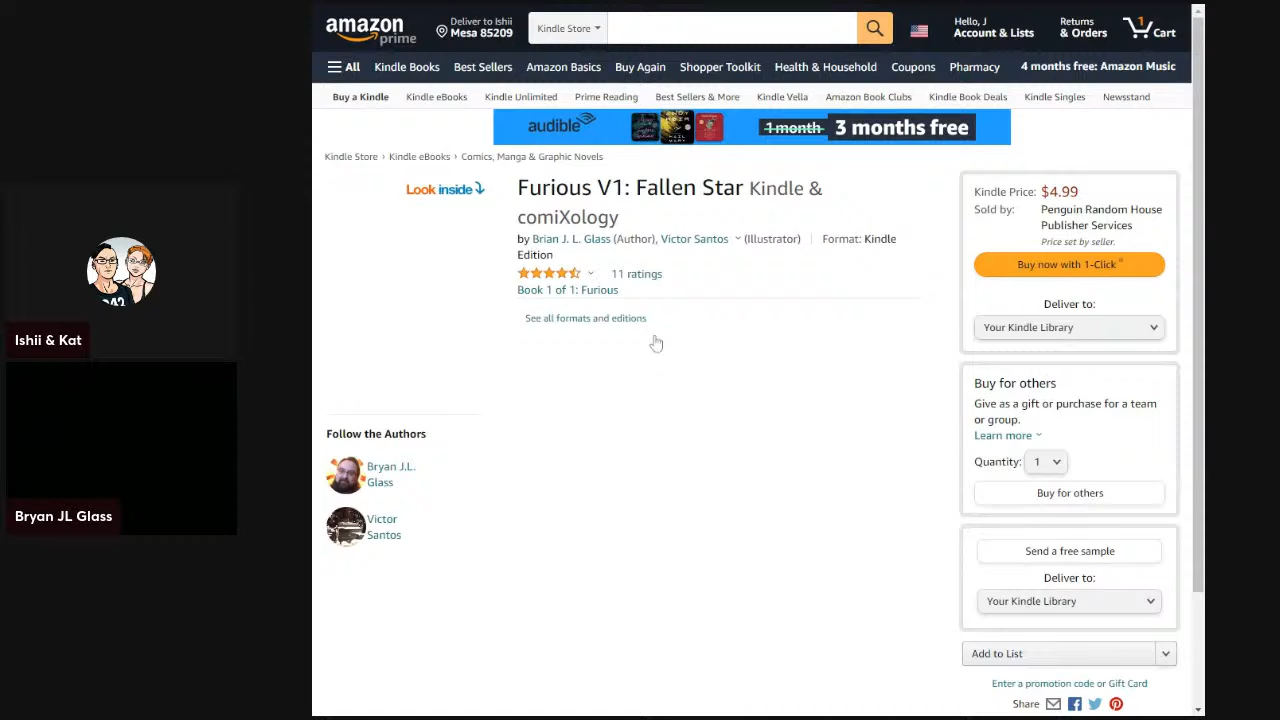 amazon prime
Deliver to Ishii
Mesa 85209
Kindle Store
Hello, J
Account & Lists
Returns
& Orders
1
Cart
All
Kindle Books
Best Sellers
Amazon Basics
Buy Again
Shopper Toolkit
Health & Household
Coupons
Pharmacy
4 months free: Amazon Music
Buy a Kindle
Kindle eBooks
Kindle Unlimited
Prime Reading
Best Sellers & More
Kindle Vella
Amazon Book Clubs
Kindle Book Deals
Kindle Singles
Newsstand
audible
1 month
3 months free
Kindle Store › Kindle eBooks › Comics, Manga & Graphic Novels
Look inside
Furious V1: Fallen Star Kindle &
comiXology
by Brian J. L. Glass (Author), Victor Santos (Illustrator)
Format: Kindle
Edition
11 ratings
Book 1 of 1: Furious
See all formats and editions
Follow the Authors
Bryan J.L.
Glass
Victor
Santos
Kindle Price: $4.99
Sold by: Penguin Random House
Publisher Services
Price set by seller.
Buy now with 1-Click ®
Deliver to:
Your Kindle Library
Buy for others
Give as a gift or purchase for a team
or group.
Learn more
Quantity: 1
Buy for others
Send a free sample
Deliver to:
Your Kindle Library
Add to List
Enter a promotion code or Gift Card
Share
Ishii & Kat
Bryan JL Glass